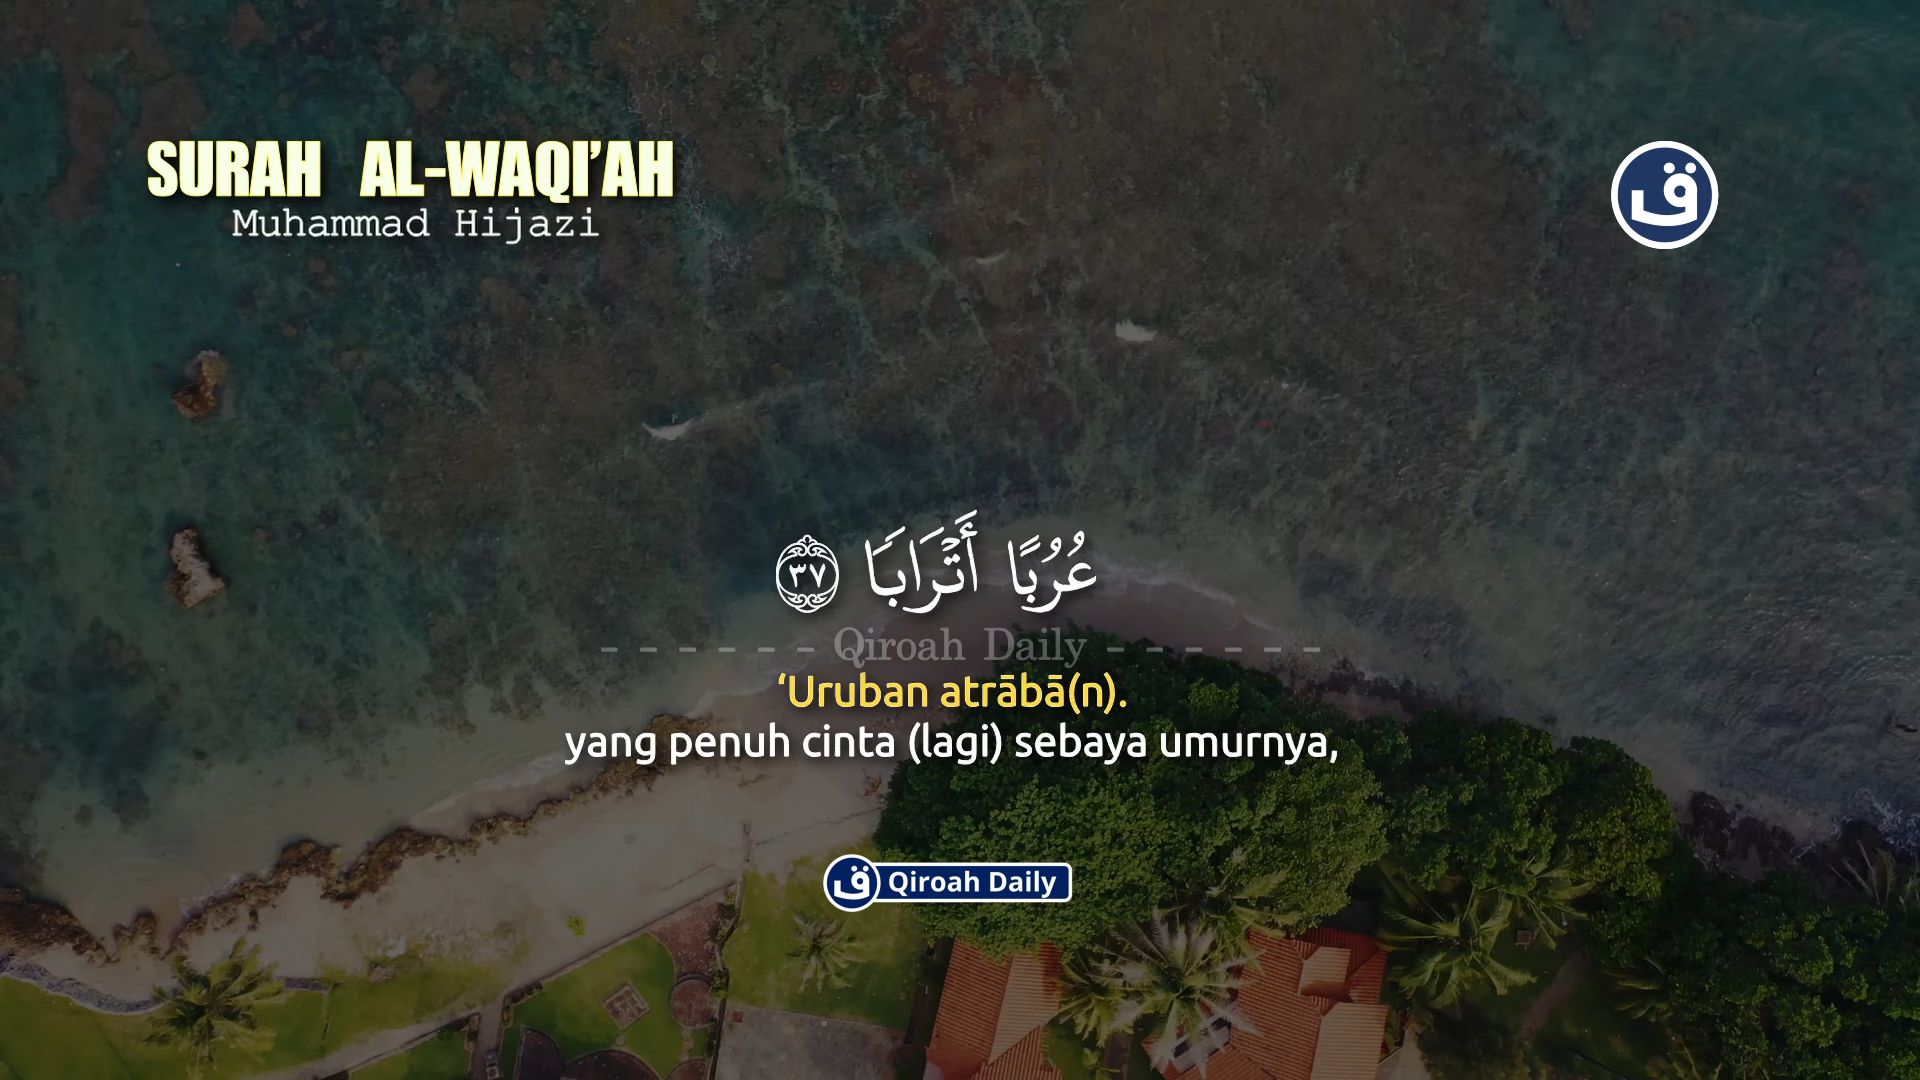 SURAH AL-WAQI’AH
Muhammad Hijazi
ق
عُرُبًا أَتْرَابًا ٣٧
- - - - - - Qiroah Daily - - - - - -
‘Uruban atrābā(n).
yang penuh cinta (lagi) sebaya umurnya,
ق Qiroah Daily